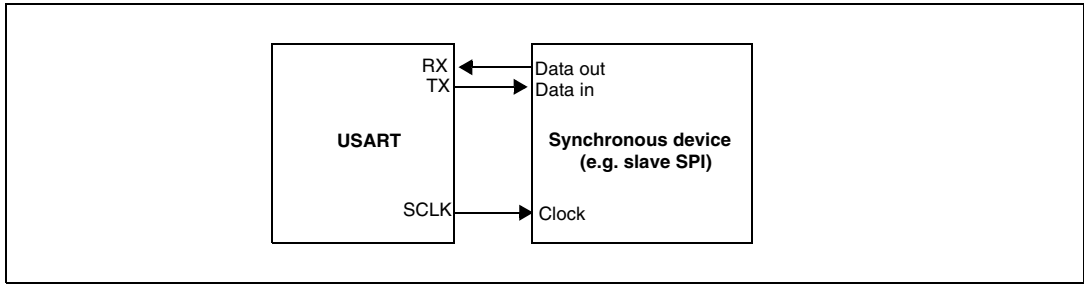 RX
TX
Data out
Data in
USART
Synchronous device
(e.g. slave SPI)
SCLK
Clock